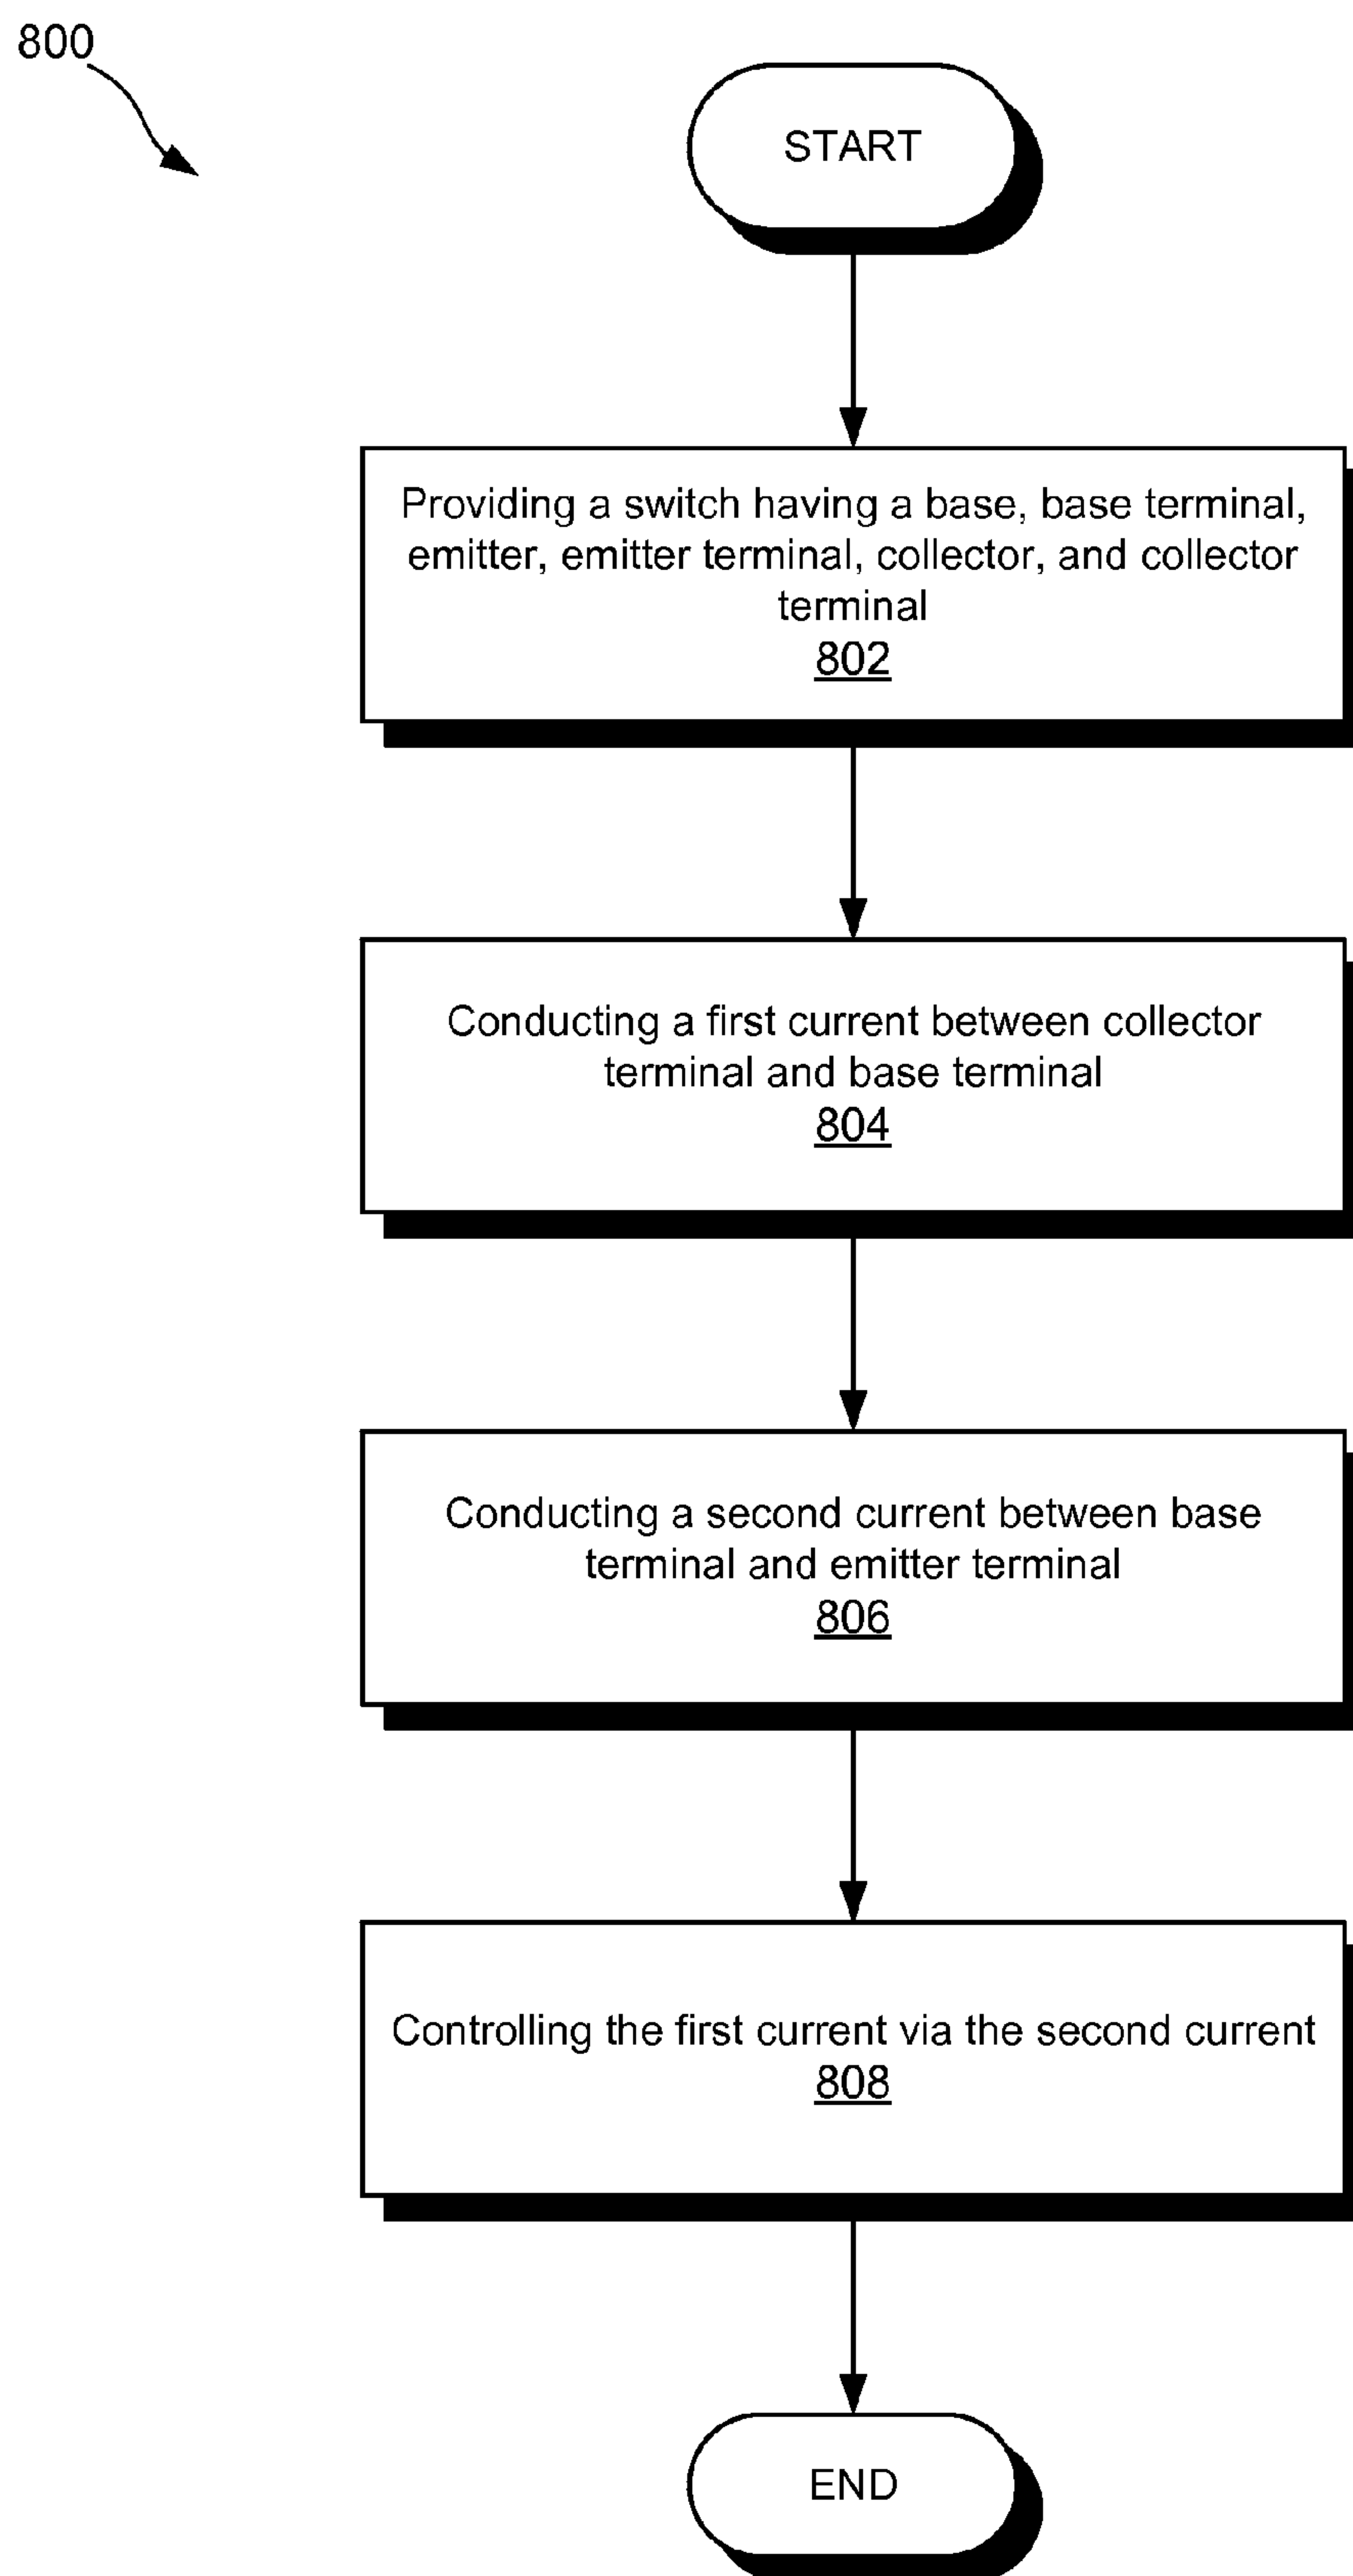 800
START
Providing a switch having a base, base terminal,
emitter, emitter terminal, collector, and collector
terminal
802
Conducting a first current between collector
terminal and base terminal
804
Conducting a second current between base
terminal and emitter terminal
806
Controlling the first current via the second current
808
END